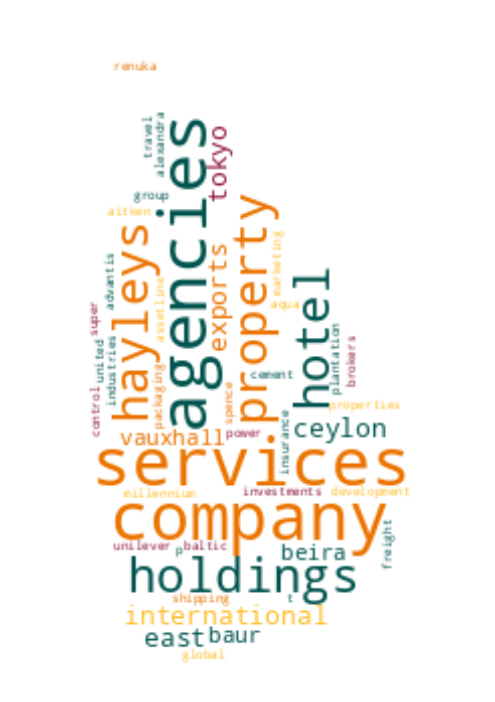 renuka
travel
alexandra
agencies
tokyo
group
aitken
hayleys
property
exports
marketing
advantis
assetline
aqua
hotel
super
united
industries
plantation
brokers
cement
packaging
spence
control
properties
insurance
vauxhall
power
ceylon
services
millennium
investments
development
company
freight
unilever
p
baltic
beira
holdings
shipping
t
international
east
baur
global